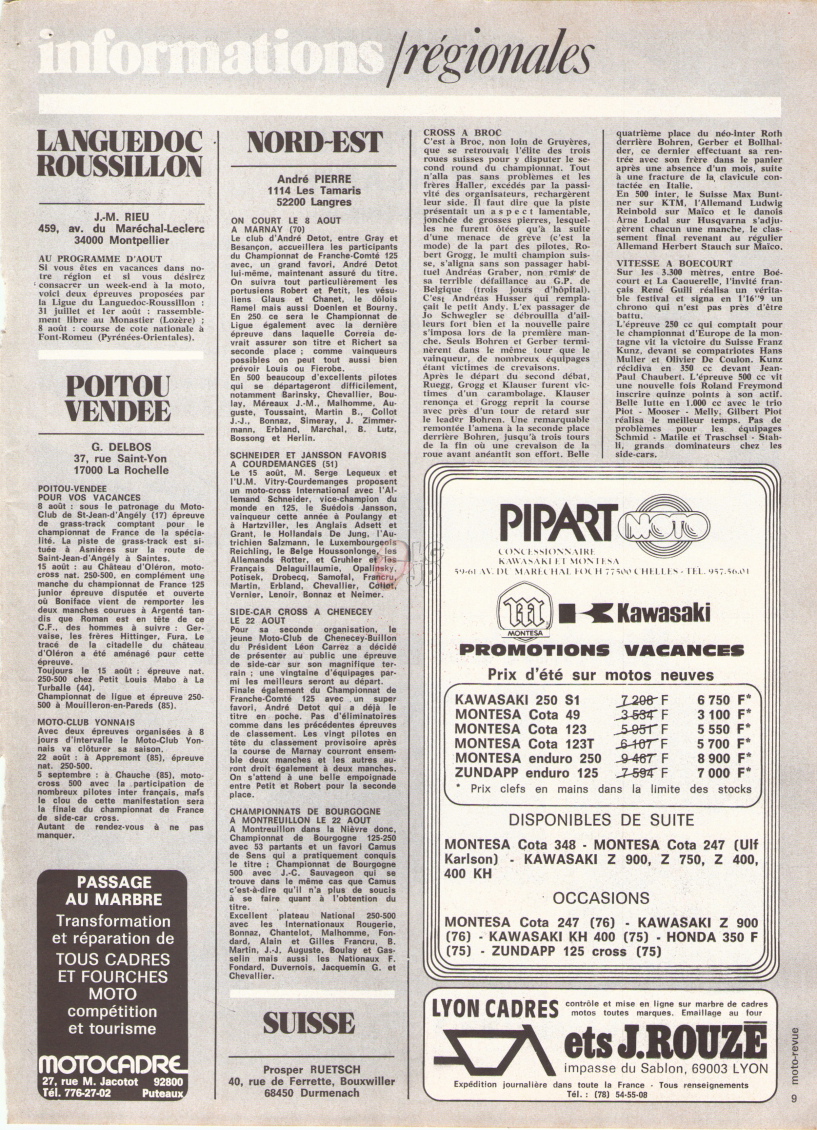 informations/régionales
LANGUEDOC
ROUSSILLON
J.-M. RIEU
459, av. du Maréchal-Leclerc
34000 Montpellier
AU PROGRAMME D'AOUT
Si vous êtes en vacances dans no-
tre région et si vous désirez
consacrer un week-end à la moto,
voici deux épreuves proposées par
la Ligue du Languedoc-Roussillon :
31 juillet et 1er août : rassemble-
ment libre au Monastier (Lozère) ;
8 août : course de cote nationale à
Font-Romeu (Pyrénées-Orientales).
POITOU
VENDEE
G. DELBOS
37, rue Saint-Yon
17000 La Rochelle
POITOU-VENDEE
POUR VOS VACANCES
8 août : sous le patronage du Moto-
Club de St-Jean-d'Angély (17) épreuve
de grass-track comptant pour le
championnat de France de la spécia-
lité. La piste de grass-track est si-
tuée à Asnières sur la route de
Saint-Jean-d'Angély à Saintes.
15 août : au Château d'Oléron, moto-
cross nat. 250-500, en complément une
manche du championnat de France 125
junior épreuve disputée et ouverte
où Boniface vient de remporter les
deux manches courues à Argenté tan-
dis que Roman est en tête de ce
C.F., des hommes à suivre : Ger-
vaise, les frères Hittinger, Fura. Le
tracé de la citadelle du château
d'Oléron a été aménagé pour cette
épreuve.
Toujours le 15 août : épreuve nat.
250-500 chez Petit Louis Mabo à La
Turballe (44).
Championnat de ligue et épreuve 250-
500 à Mouilleron-en-Pareds (85).
MOTO-CLUB YONNAIS
Avec deux épreuves organisées à 8
jours d'intervalle le Moto-Club Yon-
nais va clôturer sa saison.
22 août : à Appremont (85), épreuve
nat. 250-500.
5 septembre : à Chauche (85), moto-
cross 500 avec la participation de
nombreux pilotes inter français, mais
le clou de cette manifestation sera
la finale du championnat de France
de side-car cross.
Autant de rendez-vous à ne pas
manquer.
PASSAGE
AU MARBRE
Transformation
et réparation de
TOUS CADRES
ET FOURCHES
MOTO
compétition
et tourisme
MOTOCADRE
27, rue M. Jacotot 92800
Tél. 776-27-02 Puteaux
NORD-EST
André PIERRE
1114 Les Tamaris
52200 Langres
ON COURT LE 8 AOUT
A MARNAY (70)
Le club d'André Detot, entre Gray et
Besançon, accueillera les participants
du Championnat de Franche-Comté 125
avec, un grand favori, André Detot
lui-même, maintenant assuré du titre.
On suivra tout particulièrement les
portusiens Robert et Petit, les vésu-
liens Glaus et Chanet, le dôlois
Ramel mais aussi Doenlen et Bourny.
En 250 ce sera le Championnat de
Ligue également avec la dernière
épreuve dans laquelle Correia de-
vrait assurer son titre et Richert sa
seconde place ; comme vainqueurs
possibles on peut tout aussi bien
prévoir Louis ou Fierobe.
En 500 beaucoup d'excellents pilotes
qui se départageront difficilement,
notamment Barinsky, Chevallier, Bou-
lay, Méreaux J.-M., Malhomme, Au-
guste, Toussaint, Martin B., Collot
J.-J., Bonnaz, Simeray, J. Zimmer-
mann, Erbland, Marchal, B. Lutz,
Bossong et Herlin.
SCHNEIDER ET JANSSON FAVORIS
A COURDEMANGES (51)
Le 15 août, M. Serge Lequeux et
l'U.M. Vitry-Courdemanges proposent
un moto-cross International avec l'Al-
lemand Schneider, vice-champion du
monde en 125, le Suédois Jansson,
vainqueur cette année à Poulangy et
à Hartzviller, les Anglais Adsett et
Grant, le Hollandais De Jung, l'Au-
trichien Salzmann, le Luxembourgeois
Reichling, le Belge Houssonlonge, les
Allemands Rotter, et Gruhler et les
Français Delaguillaumie, Opalinsky,
Potisek, Drobecq, Samofal, Francru,
Martin, Erbland, Chevallier, Collot,
Vernier, Lenoir, Bonnaz et Neimer.
SIDE-CAR CROSS A CHENECEY
LE 22 AOUT
Pour sa seconde organisation, le
jeune Moto-Club de Chenecey-Buillon
du Président Léon Carrez a décidé
de présenter au public une épreuve
de side-car sur son magnifique ter-
rain ; une vingtaine d'équipages par-
mi les meilleurs seront au départ.
Finale également du Championnat de
Franche-Comté 125 avec un super
favori, André Detot qui a déjà le
titre en poche. Pas d'éliminatoires
comme dans les précédentes épreuves
de classement. Les vingt pilotes en
tête du classement provisoire après
la course de Marnay courront ensem-
ble deux manches et les autres au-
ront droit également à deux manches.
On s'attend à une belle empoignade
entre Petit et Robert pour la seconde
place.
CHAMPIONNATS DE BOURGOGNE
A MONTREUILLON LE 22 AOUT
A Montreuillon dans la Nièvre donc,
Championnat de Bourgogne 125-250
avec 53 partants et un favori Camus
de Sens qui a pratiquement conquis
le titre ; Championnat de Bourgogne
500 avec J.-C. Sauvageon qui se
trouve dans le même cas que Camus
c'est-à-dire qu'il n'a plus de soucis
à se faire quant à l'obtention du
titre.
Excellent plateau National 250-500
avec les Internationaux Rougerie,
Bonnaz, Chantelot, Malhomme, Fon-
dard, Alain et Gilles Francru, B.
Martin, J.-J. Auguste, Boulay et Gas-
selin mais aussi les Nationaux F.
Fondard, Duvernois, Jacquemin G. et
Chevallier.
SUISSE
Prosper RUETSCH
40, rue de Ferrette, Bouxwiller
68450 Durmenach
CROSS A BROC
C'est à Broc, non loin de Gruyères,
que se retrouvait l'élite des trois
roues suisses pour y disputer le se-
cond round du championnat. Tout
n'alla pas sans problèmes et les
frères Haller, excédés par la passi-
vité des organisateurs, rechargèrent
leur side. Il faut dire que la piste
présentait un aspect lamentable,
jonchée de grosses pierres, lesquel-
les ne furent ôtées qu'à la suite
d'une menace de grève (c'est la
mode) de la part des pilotes, Ro-
bert Grogg, le multi champion suis-
se, s'aligna sans son passager habi-
tuel Andréas Graber, non remis de
sa terrible défaillance au G.P. de
Belgique (trois jours d'hôpital).
C'est Andréas Husser qui rempla-
çait le petit Andy. L'ex passager de
Jo Schwegler se débrouilla d'ail-
leurs fort bien et la nouvelle paire
s'imposa lors de la première man-
che. Seuls Bohren et Gerber termi-
nèrent dans le même tour que le
vainqueur, de nombreux équipages
étant victimes de crevaisons.
Après le départ du second débat,
Ruegg, Grogg et Klauser furent vic-
times d'un carambolage. Klauser
renonça et Grogg reprit la course
avec près d'un tour de retard sur
le leader Bohren. Une remarquable
remontée l'amena à la seconde place
derrière Bohren, jusqu'à trois tours
de la fin où une crevaison de la
roue avant anéantit son effort. Belle
quatrième place du néo-inter Roth
derrière Bohren, Gerber et Bollhal-
der, ce dernier effectuant sa ren-
trée avec son frère dans le panier
après une absence d'un mois, suite
à une fracture de la clavicule con-
tactée en Italie.
En 500 inter, le Suisse Max Bunt-
ner sur KTM, l'Allemand Ludwig
Reinbold sur Maïco et le danois
Arne Lodal sur Husqvarna s'adju-
gèrent chacun une manche, le clas-
sement final revenant au régulier
Allemand Herbert Stauch sur Maïco.
VITESSE A BOECOURT
Sur les 3.300 mètres, entre Boé-
court et La Caquerelle, l'invité fran-
çais René Guili réalisa un vérita-
ble festival et signa en 1'16''9 un
chrono qui n'est pas près d'être
battu.
L'épreuve 250 cc qui comptait pour
le championnat d'Europe de la mon-
tagne vit la victoire du Suisse Franz
Kunz, devant se compatriotes Hans
Muller et Olivier De Coulon. Kunz
récidiva en 350 cc devant Jean-
Paul Chaubert. L'épreuve 500 cc vit
une nouvelle fois Roland Freymond
inscrire quinze points à son actif.
Belle lutte en 1.000 cc avec le trio
Piot - Mooser - Melly, Gilbert Piot
réalisa le meilleur temps. Pas de
problèmes pour les équipages
Schmid - Matile et Traschsel - Stah-
li, grands dominateurs chez les
side-cars.
PIPART MOTO
CONCESSIONNAIRE
KAWASAKI ET MONTESA
59-61 AV. DU MARECHAL FOCH 77500 CHELLES - TEL. 957.56.01
MONTESA
Kawasaki
PROMOTIONS VACANCES
Prix d'été sur motos neuves
KAWASAKI 250 S1 7 208 F 6 750 F*
MONTESA Cota 49 3 534 F 3 100 F*
MONTESA Cota 123 5 951 F 5 550 F*
MONTESA Cota 123T 6 107 F 5 700 F*
MONTESA enduro 250 9 467 F 8 900 F*
ZUNDAPP enduro 125 7 594 F 7 000 F*
* Prix clefs en mains dans la limite des stocks
DISPONIBLES DE SUITE
MONTESA Cota 348 - MONTESA Cota 247 (Ulf
Karlson) - KAWASAKI Z 900, Z 750, Z 400,
400 KH
OCCASIONS
MONTESA Cota 247 (76) - KAWASAKI Z 900
(76) - KAWASAKI KH 400 (75) - HONDA 350 F
(75) - ZUNDAPP 125 cross (75)
LYON CADRES
contrôle et mise en ligne sur marbre de cadres
motos toutes marques. Emaillage au four
ets J.ROUZÉ
impasse du Sablon, 69003 LYON
Expédition journalière dans toute la France - Tous renseignements
Tél. : (78) 54-55-08
moto-revue
9